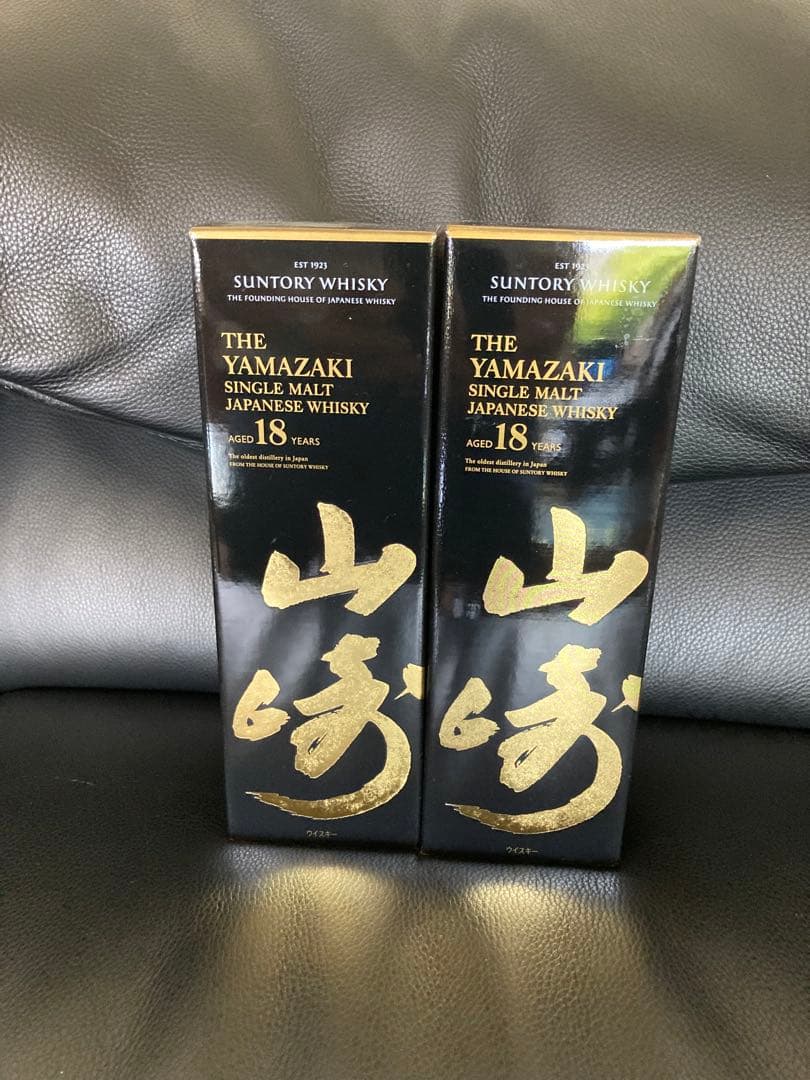 EST 1923
SUNTORY WHISKY
THE FOUNDING HOUSE OF JAPANESE WHISKY
THE
YAMAZAKI
SINGLE MALT
JAPANESE WHISKY
AGED 18 YEARS
The oldest distillery in Japan
FROM THE HOUSE OF SUNTORY WHISKY
山
崎
ウイスキー
EST 1923
SUNTORY WHISKY
THE FOUNDING HOUSE OF JAPANESE WHISKY
THE
YAMAZAKI
SINGLE MALT
JAPANESE WHISKY
AGED 18 YEARS
The oldest distillery in Japan
FROM THE HOUSE OF SUNTORY WHISKY
山
崎
ウイスキー